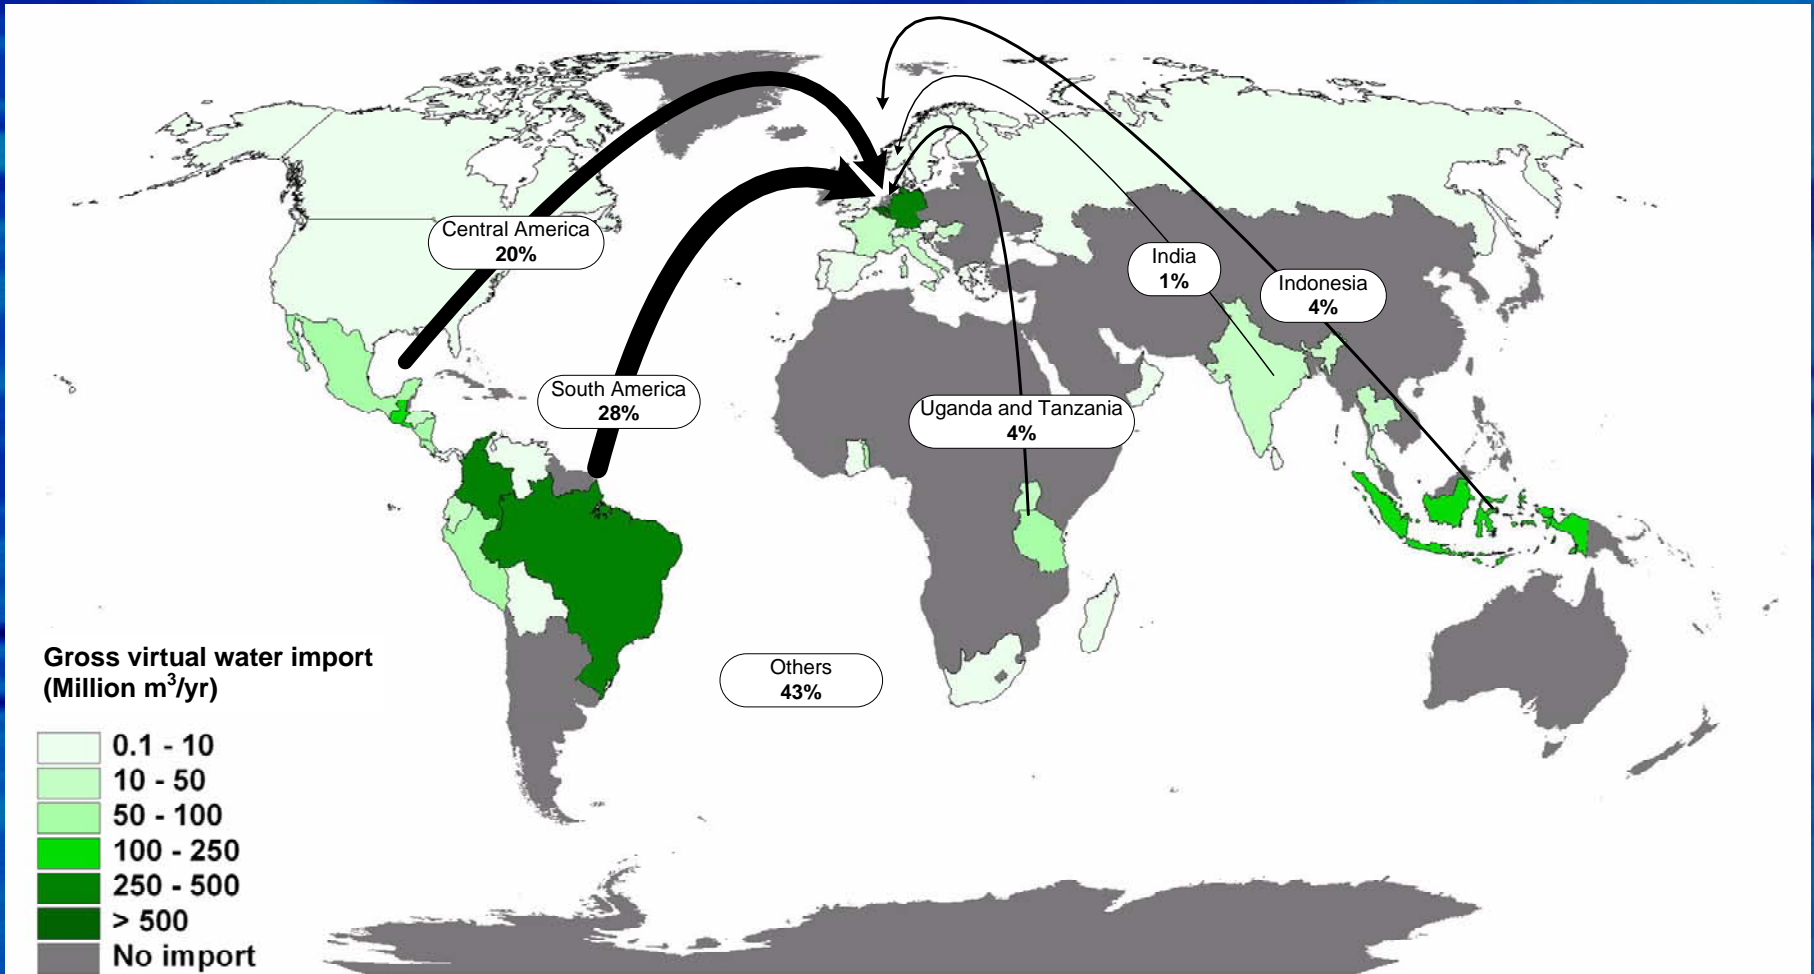 Central America
20%
India
1%
Indonesia
4%
South America
28%
Uganda and Tanzania
4%
Others
43%
Gross virtual water import
(Million m³/yr)
0.1 - 10
10 - 50
50 - 100
100 - 250
250 - 500
> 500
No import